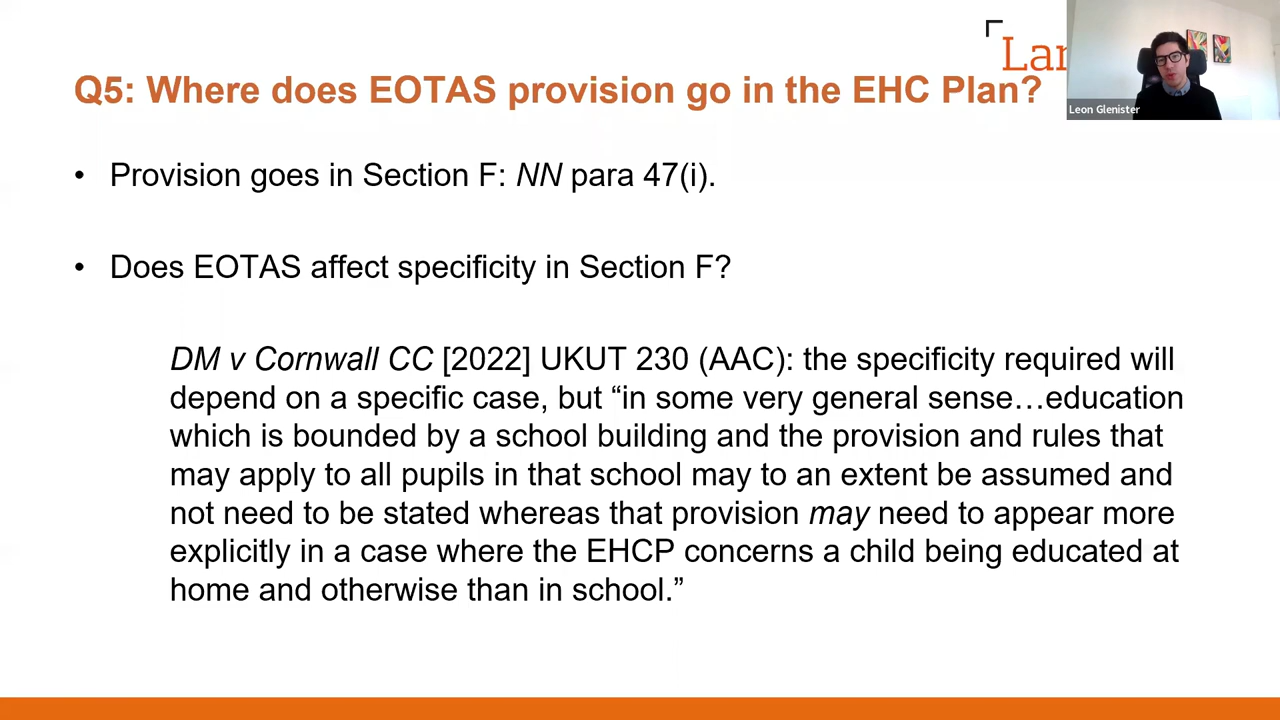 Lan
Q5: Where does EOTAS provision go in the EHC Plan?
Leon Glenister
• Provision goes in Section F: NN para 47(i).
• Does EOTAS affect specificity in Section F?
DM v Cornwall CC [2022] UKUT 230 (AAC): the specificity required will
depend on a specific case, but “in some very general sense…education
which is bounded by a school building and the provision and rules that
may apply to all pupils in that school may to an extent be assumed and
not need to be stated whereas that provision may need to appear more
explicitly in a case where the EHCP concerns a child being educated at
home and otherwise than in school.”